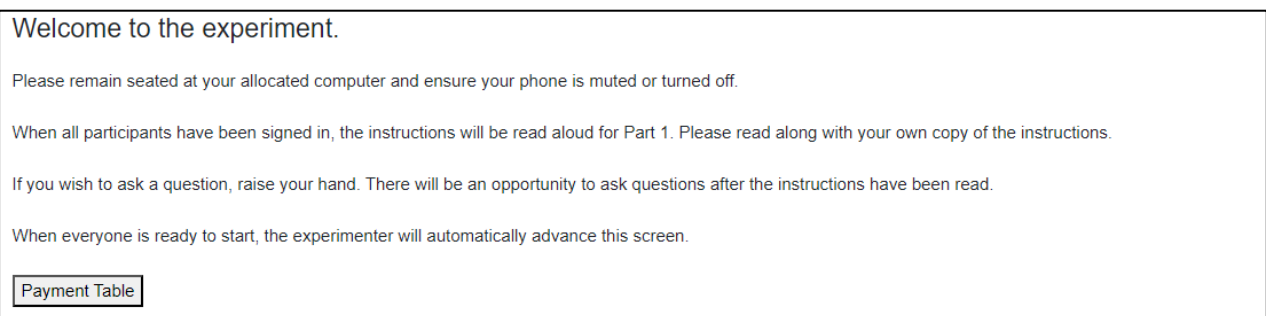 Welcome to the experiment.
Please remain seated at your allocated computer and ensure your phone is muted or turned off.
When all participants have been signed in, the instructions will be read aloud for Part 1. Please read along with your own copy of the instructions.
If you wish to ask a question, raise your hand. There will be an opportunity to ask questions after the instructions have been read.
When everyone is ready to start, the experimenter will automatically advance this screen.
Payment Table